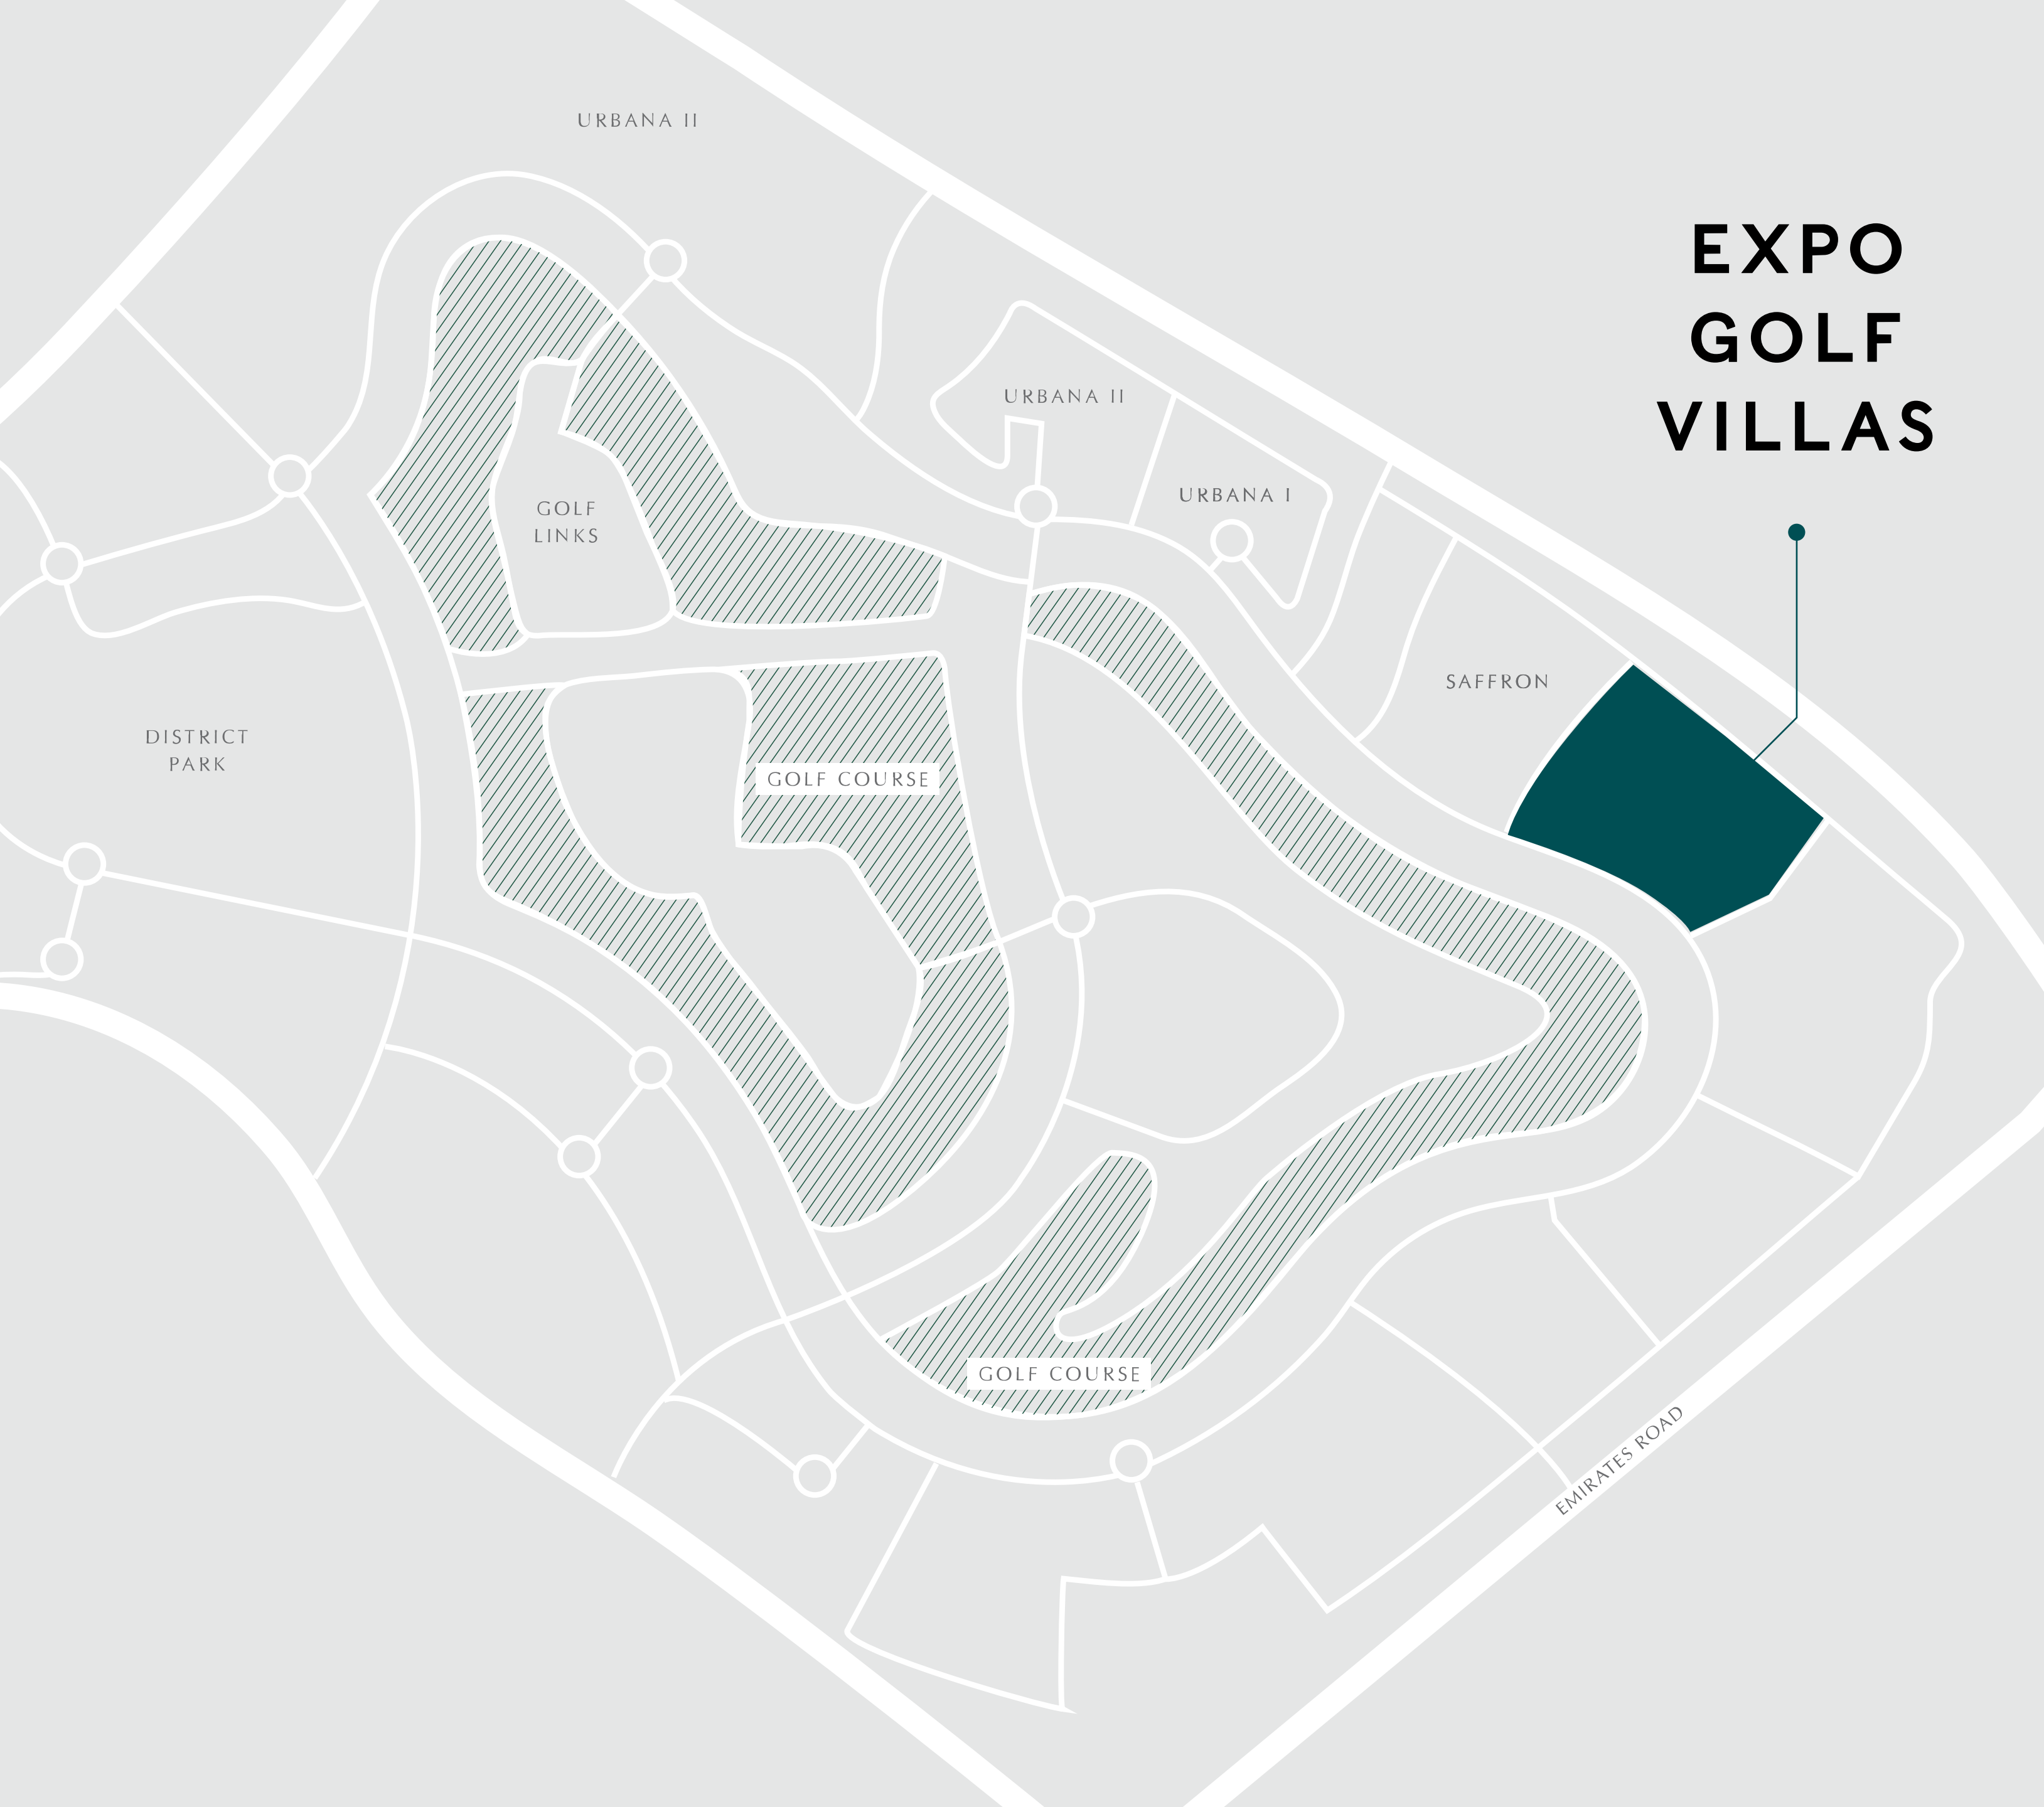 URBANA II
EXPO
GOLF
VILLAS
URBANA II
URBANA I
GOLF
LINKS
SAFFRON
DISTRICT
PARK
GOLF COURSE
GOLF COURSE
EMIRATES ROAD